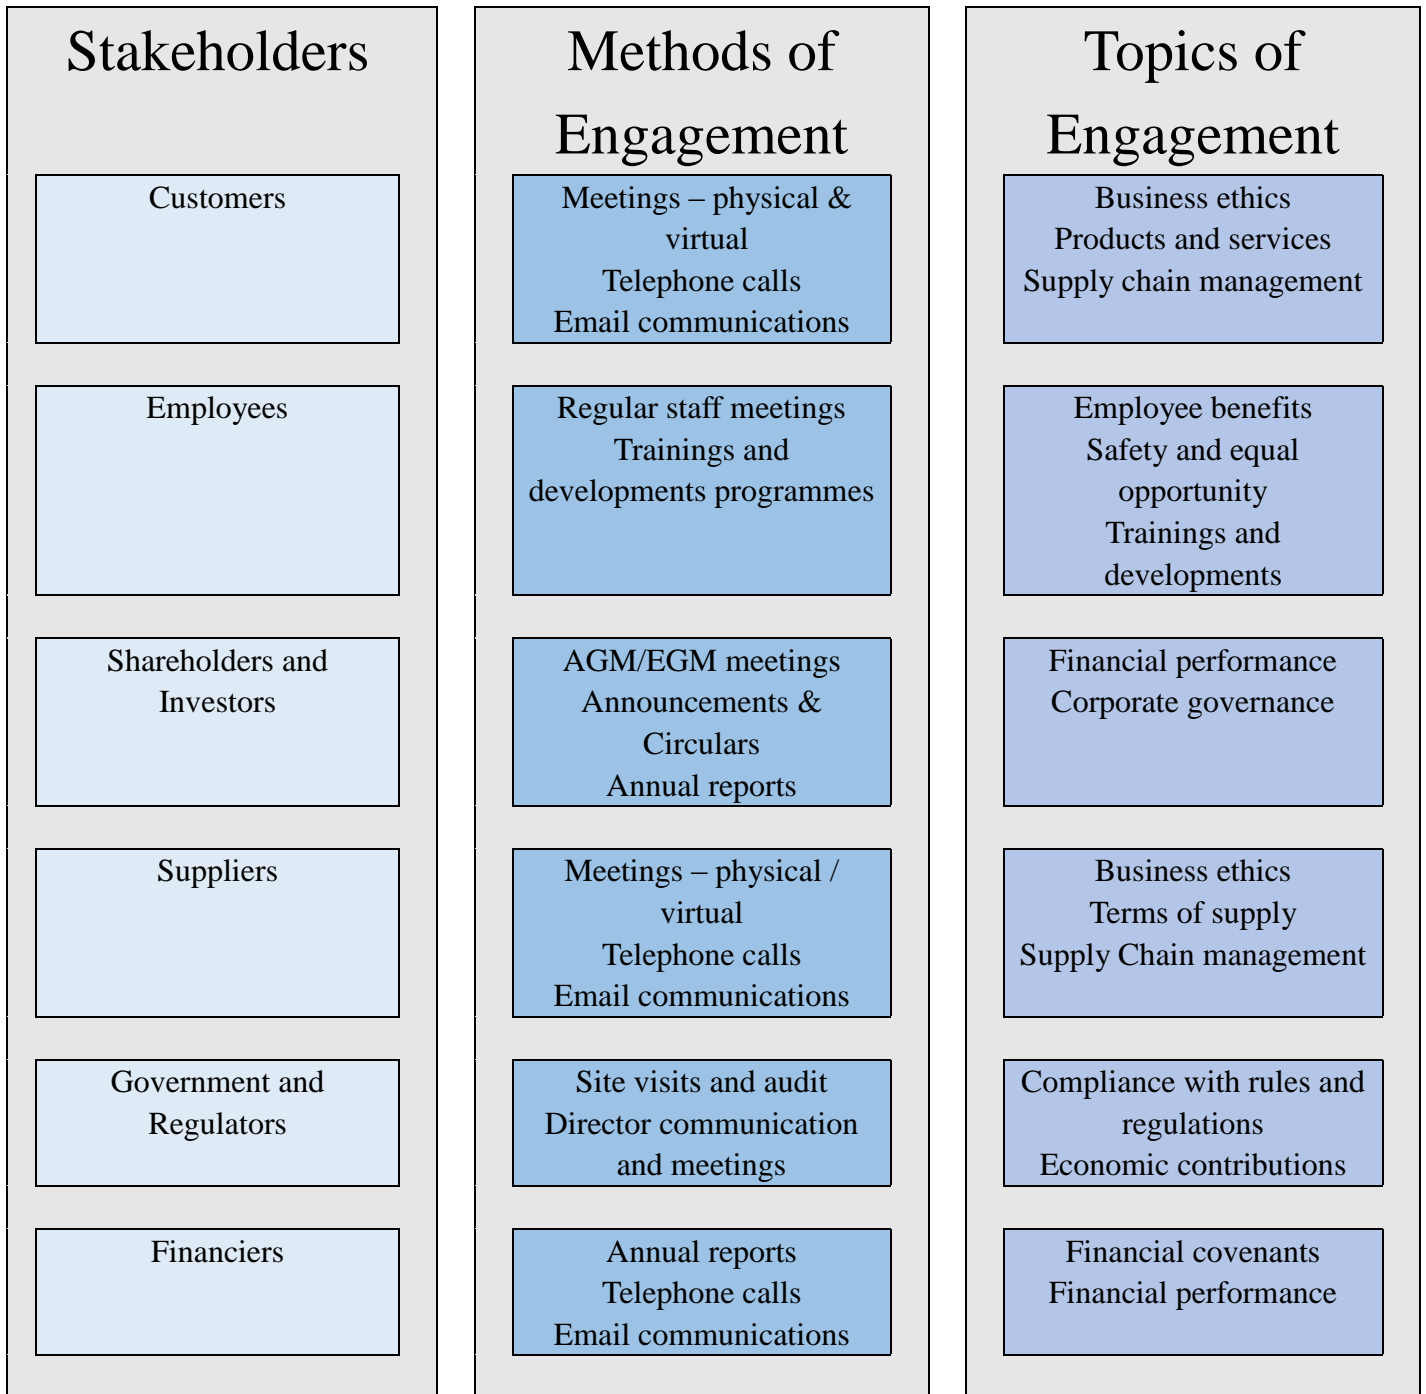 Stakeholders
Methods of
Engagement
Topics of
Engagement
Customers
Meetings – physical &
virtual
Telephone calls
Email communications
Business ethics
Products and services
Supply chain management
Employees
Regular staff meetings
Trainings and
developments programmes
Employee benefits
Safety and equal
opportunity
Trainings and
developments
Shareholders and
Investors
AGM/EGM meetings
Announcements &
Circulars
Annual reports
Financial performance
Corporate governance
Suppliers
Meetings – physical /
virtual
Telephone calls
Email communications
Business ethics
Terms of supply
Supply Chain management
Government and
Regulators
Site visits and audit
Director communication
and meetings
Compliance with rules and
regulations
Economic contributions
Financiers
Annual reports
Telephone calls
Email communications
Financial covenants
Financial performance